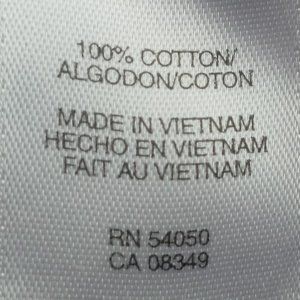 100% COTTON/
ALGODON/COTON
MADE IN VIETNAM
HECHO EN VIETNAM
FAIT AU VIETNAM
RN 54050
CA 08349